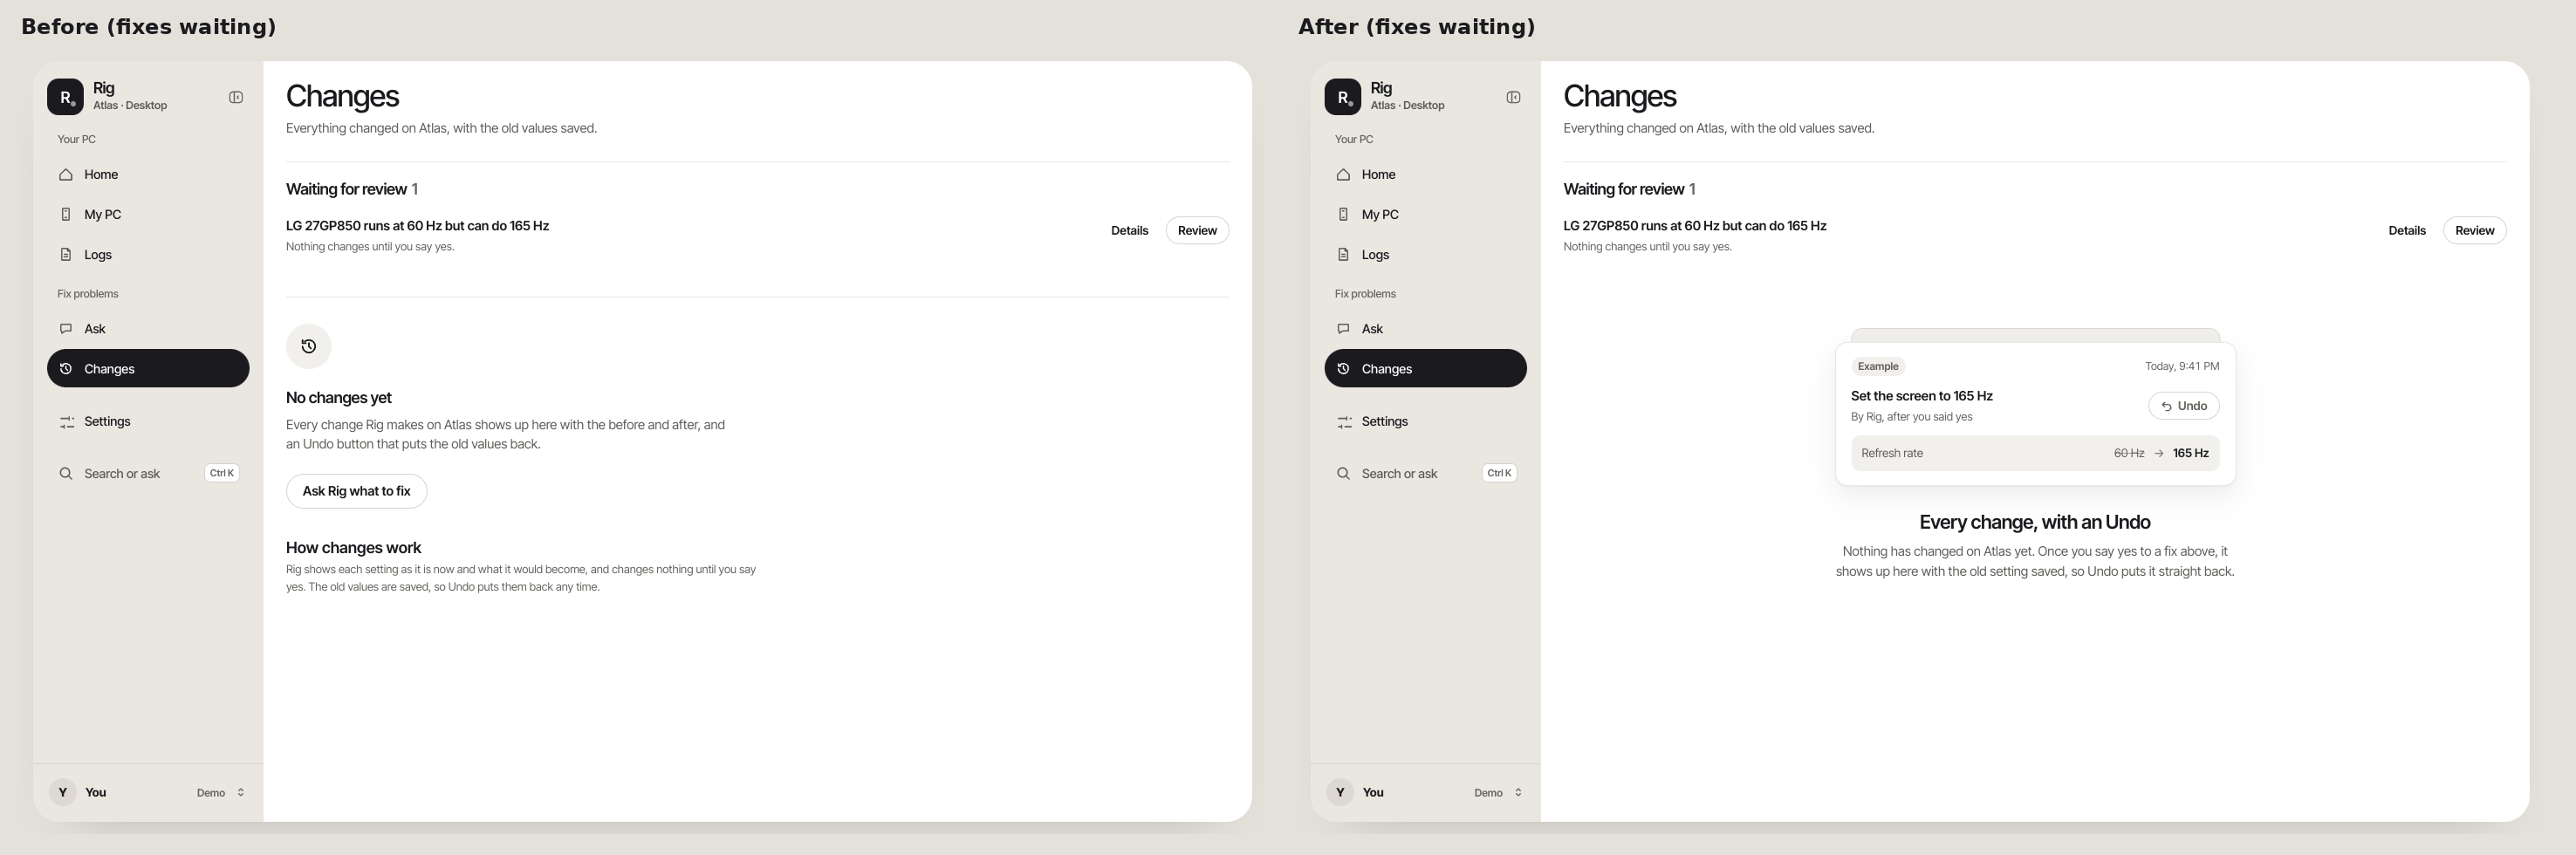 Before (fixes waiting)
R
Rig
Atlas · Desktop
Your PC
Home
My PC
Logs
Fix problems
Ask
Changes
Settings
Search or ask
Ctrl K
Y
You
Demo
Changes
Everything changed on Atlas, with the old values saved.
Waiting for review 1
LG 27GP850 runs at 60 Hz but can do 165 Hz
Nothing changes until you say yes.
Details
Review
No changes yet
Every change Rig makes on Atlas shows up here with the before and after, and
an Undo button that puts the old values back.
Ask Rig what to fix
How changes work
Rig shows each setting as it is now and what it would become, and changes nothing until you say
yes. The old values are saved, so Undo puts them back any time.
After (fixes waiting)
R
Rig
Atlas · Desktop
Your PC
Home
My PC
Logs
Fix problems
Ask
Changes
Settings
Search or ask
Ctrl K
Y
You
Demo
Changes
Everything changed on Atlas, with the old values saved.
Waiting for review 1
LG 27GP850 runs at 60 Hz but can do 165 Hz
Nothing changes until you say yes.
Details
Review
Example
Today, 9:41 PM
Set the screen to 165 Hz
By Rig, after you said yes
Undo
Refresh rate
60 Hz → 165 Hz
Every change, with an Undo
Nothing has changed on Atlas yet. Once you say yes to a fix above, it
shows up here with the old setting saved, so Undo puts it straight back.